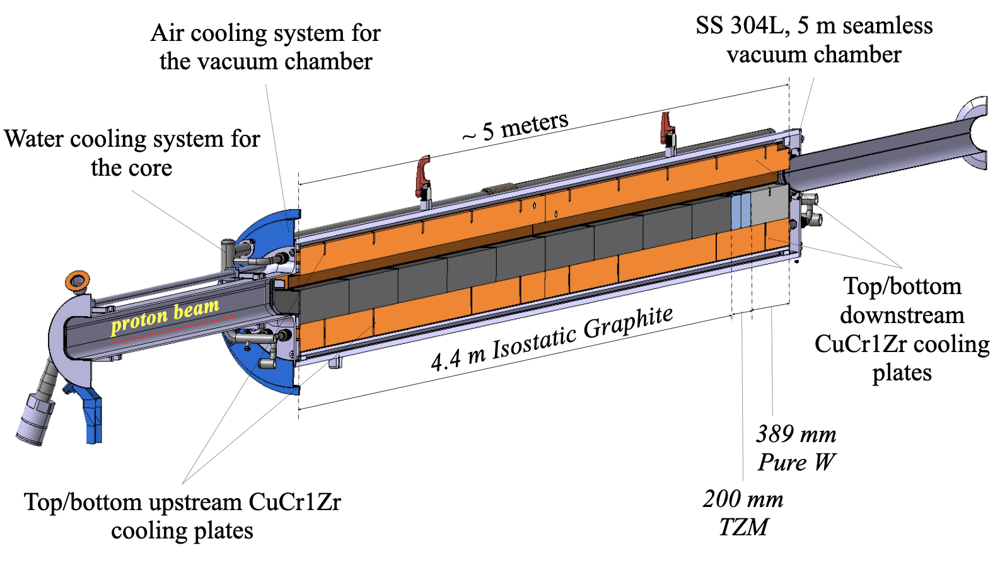 Air cooling system for
the vacuum chamber
SS 304L, 5 m seamless
vacuum chamber
~ 5 meters
Water cooling system for
the core
proton beam
4.4 m Isostatic Graphite
Top/bottom
downstream
CuCr1Zr cooling
plates
389 mm
Pure W
200 mm
TZM
Top/bottom upstream CuCr1Zr
cooling plates